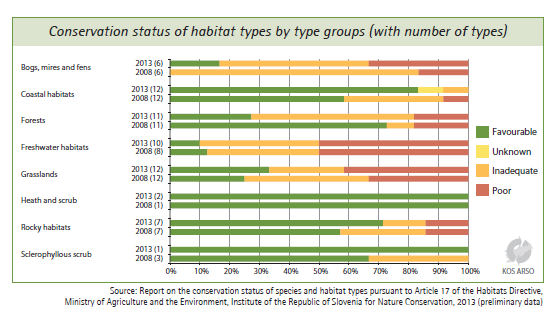 Conservation status of habitat types by type groups (with number of types)
Bogs, mires and fens
2013 (6)
2008 (6)
Coastal habitats
2013 (12)
2008 (12)
Forests
2013 (11)
2008 (11)
Freshwater habitats
2013 (10)
2008 (8)
Grasslands
2013 (12)
2008 (12)
Heath and scrub
2013 (2)
2008 (1)
Rocky habitats
2013 (7)
2008 (7)
Sclerophyllous scrub
2013 (1)
2008 (3)
0% 10% 20% 30% 40% 50% 60% 70% 80% 90% 100%
Favourable
Unknown
Inadequate
Poor
KOS ARSO
Source: Report on the conservation status of species and habitat types pursuant to Article 17 of the Habitats Directive,
Ministry of Agriculture and the Environment, Institute of the Republic of Slovenia for Nature Conservation, 2013 (preliminary data)